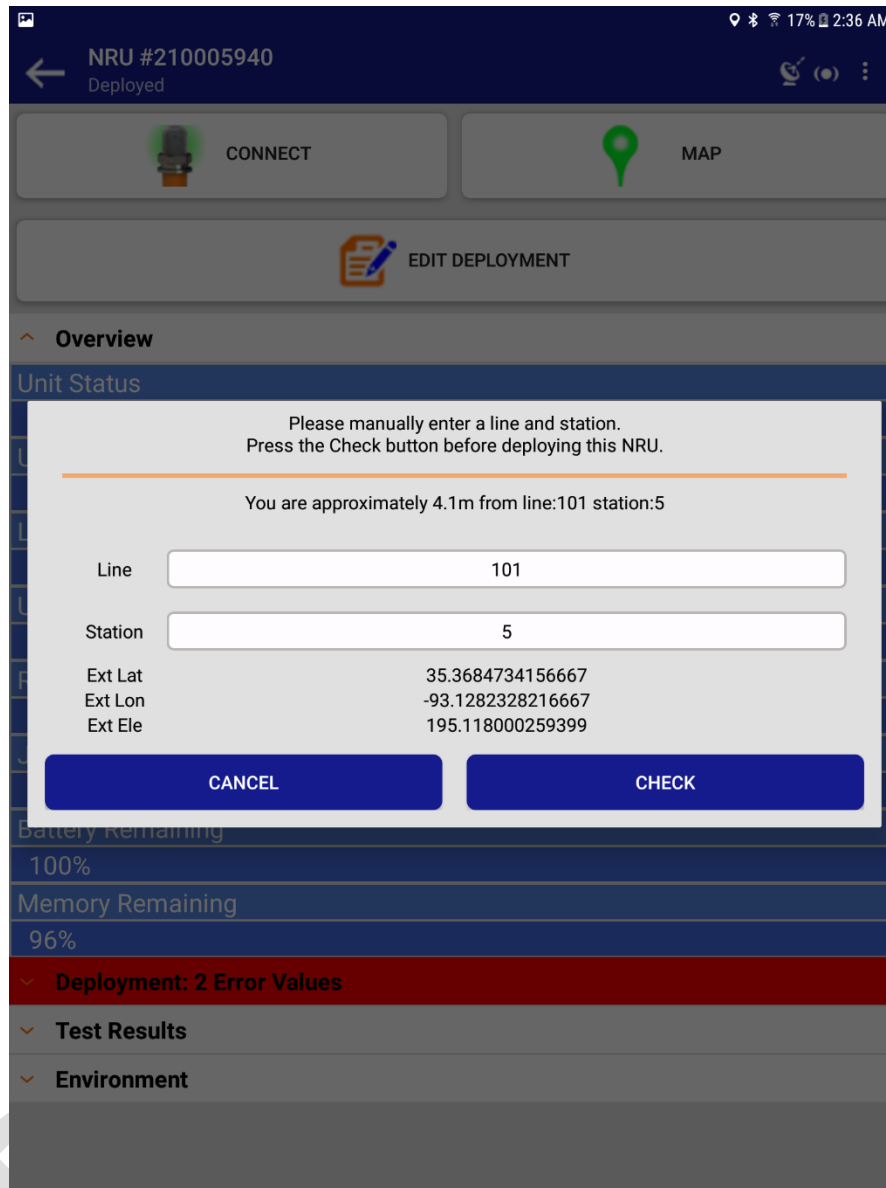 17% 2:36 AM
NRU #210005940
Deployed
CONNECT
MAP
EDIT DEPLOYMENT
Overview
Unit Status
Please manually enter a line and station.
Press the Check button before deploying this NRU.
You are approximately 4.1m from line:101 station:5
Line 101
Station 5
Ext Lat 35.3684734156667
Ext Lon -93.1282328216667
Ext Ele 195.118000259399
CANCEL CHECK
Battery Remaining
100%
Memory Remaining
96%
Deployment: 2 Error Values
Test Results
Environment